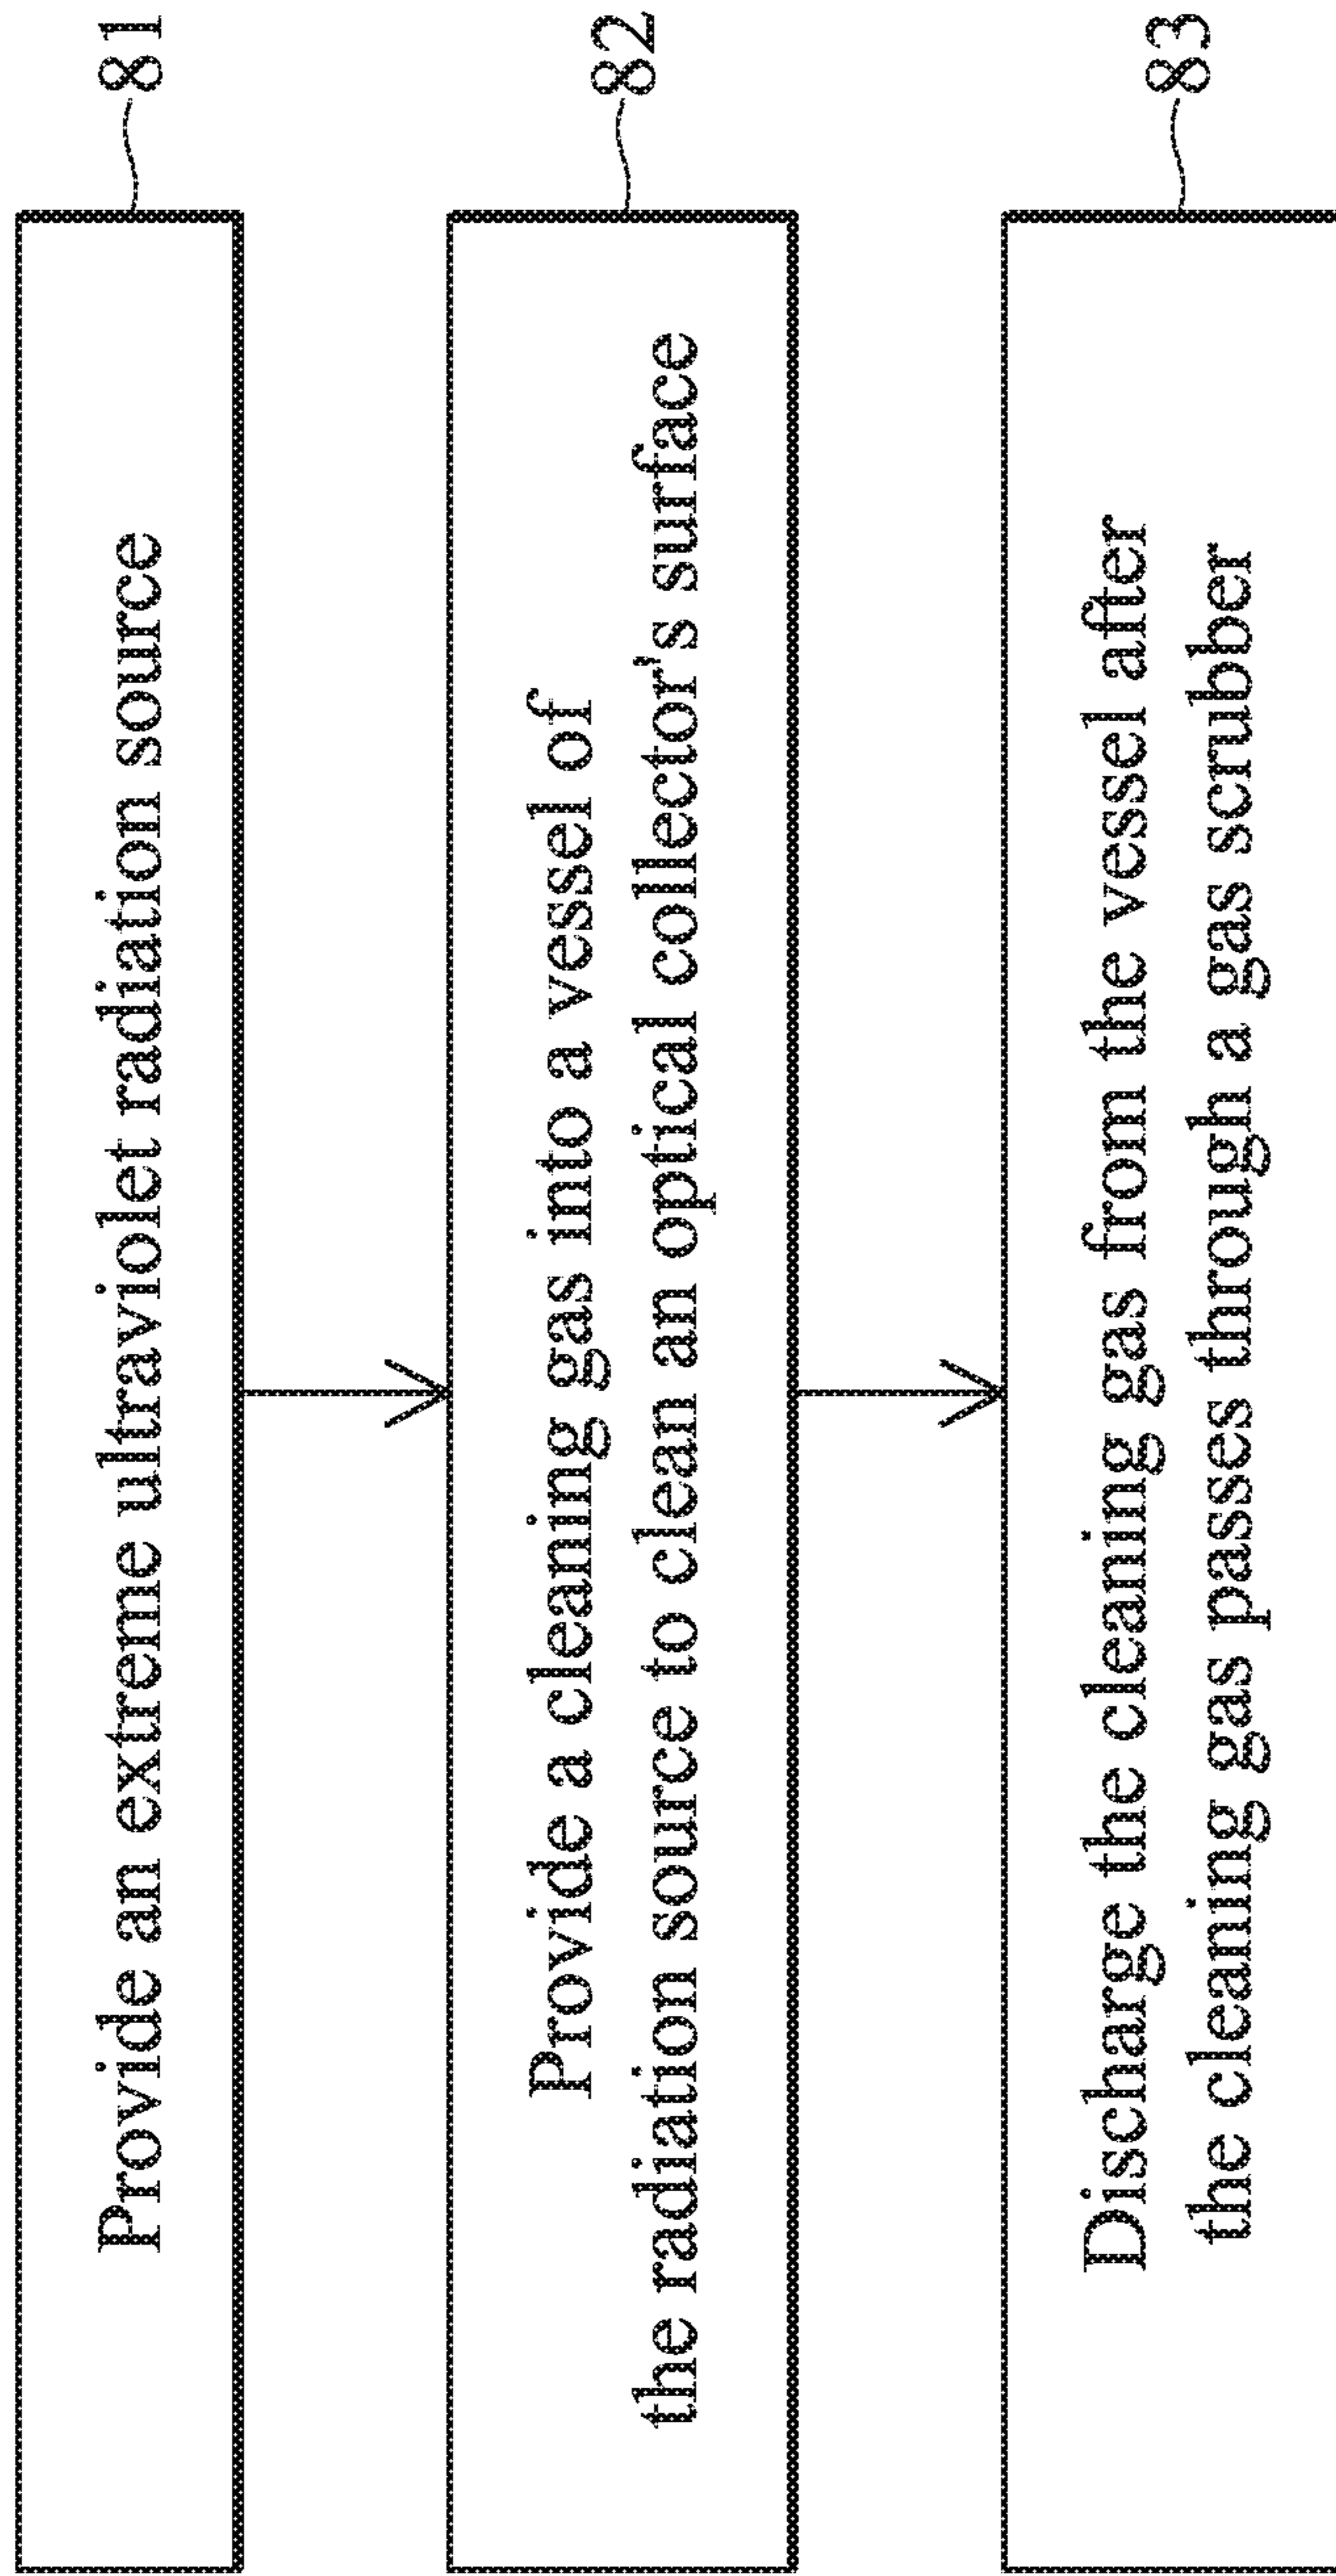 Provide an extreme ultraviolet radiation source
81
Provide a cleaning gas into a vessel of
the radiation source to clean an optical collector's surface
82
Discharge the cleaning gas from the vessel after
the cleaning gas passes through a gas scrubber
83